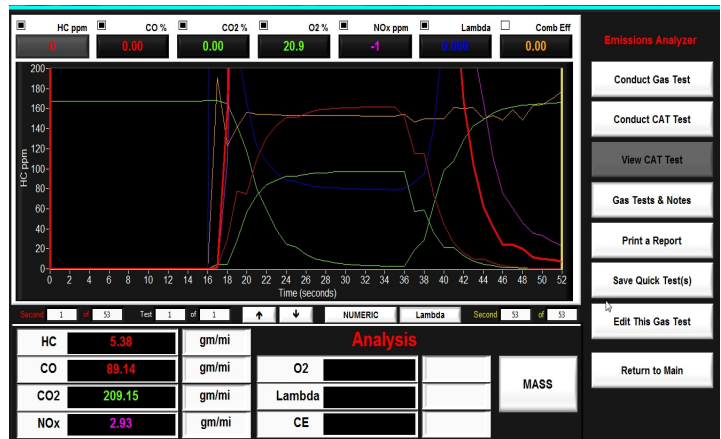 HC ppm CO % CO2 % O2 % NOx ppm Lambda Comb Eff
0 0.00 0.00 20.9 -1 0.000 0.00
Emissions Analyzer
Conduct Gas Test
Conduct CAT Test
View CAT Test
Gas Tests & Notes
Print a Report
Save Quick Test(s)
Edit This Gas Test
Return to Main
HC ppm
200
180
160
140
120
100
80
60
40
20
0
0 2 4 6 8 10 12 14 16 18 20 22 24 26 28 30 32 34 36 38 40 42 44 46 48 50 52
Time (seconds)
Second 1 of 53 Test 1 of 1 NUMERIC Lambda Second 53 of 53
Analysis
HC 5.38 gm/mi
CO 89.14 gm/mi O2
CO2 209.15 gm/mi Lambda
NOx 2.93 gm/mi CE
MASS